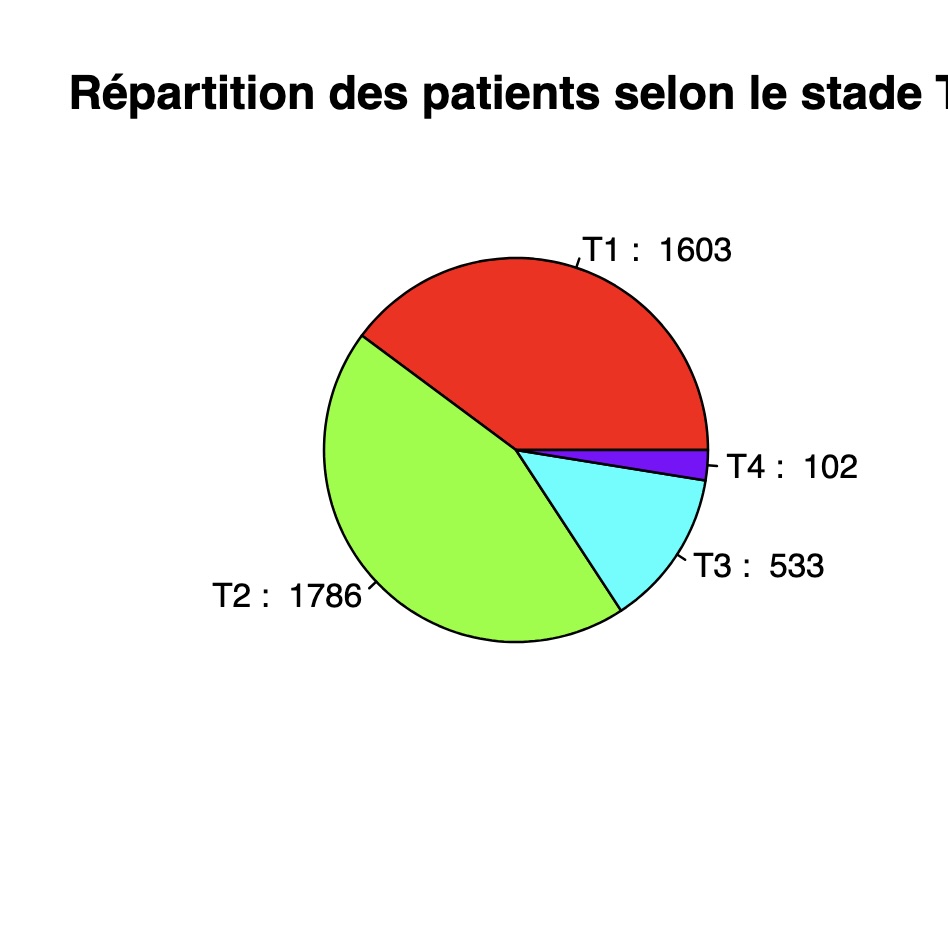 Répartition des patients selon le stade T
T1 :  1603
T4 :  102
T3 :  533
T2 :  1786